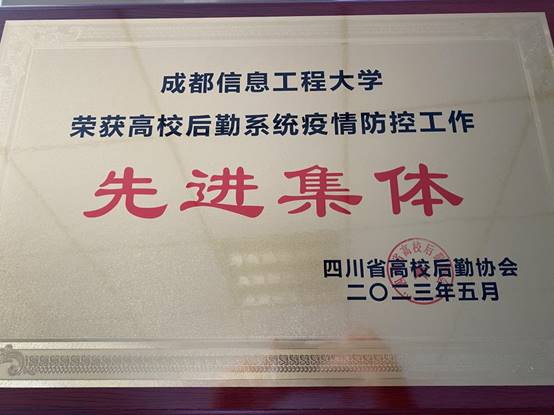 成都信息工程大学
荣获高校后勤系统疫情防控工作
先进集体
四川省高校后勤协会
二〇二三年五月